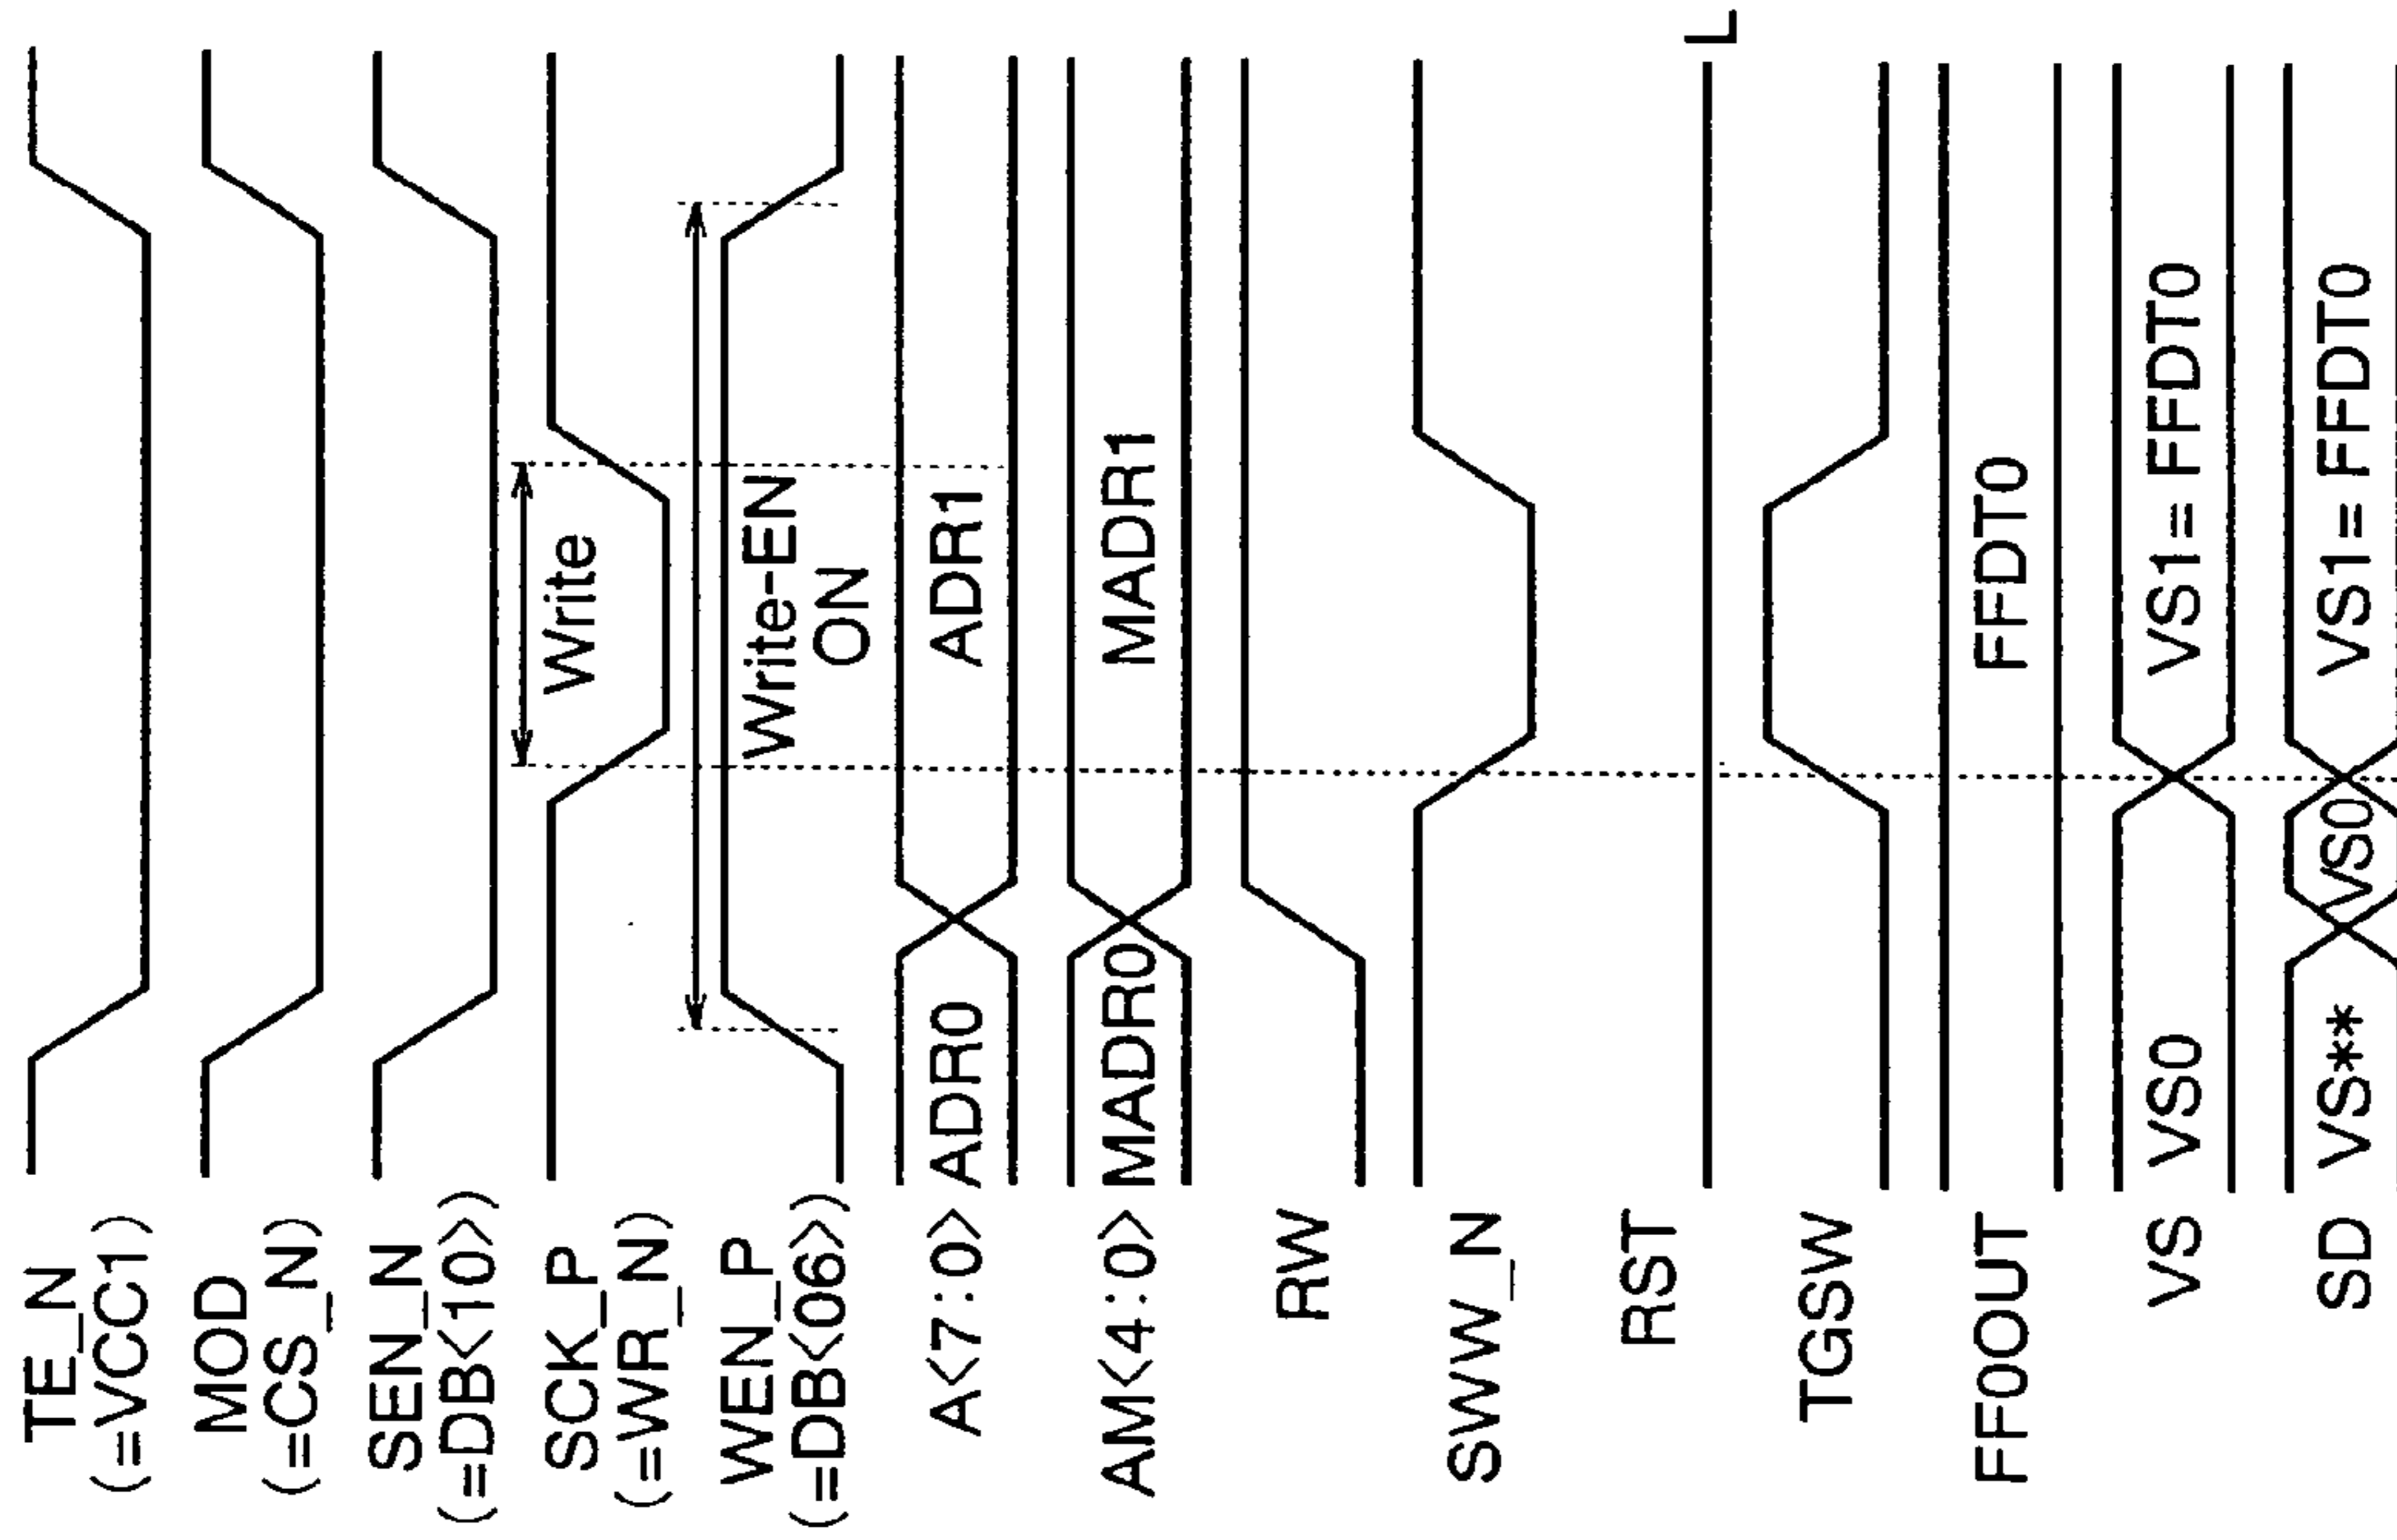 TE_N
(=VCC1)
MOD
(=CS_N)
SEN_N
(=DB<10>)
SCK_P
(=WR_N)
Write
WEN_P
(=DB<06>)
Write-EN
ON
A<7:0> ADR0 ADR1
AM<4:0> MADR0 MADR1
RW
SWW_N
RST L
TGSW
FF0OUT FFDT0
VS VS0 VS1=FFDT0
SD VS** VS0 VS1=FFDT0